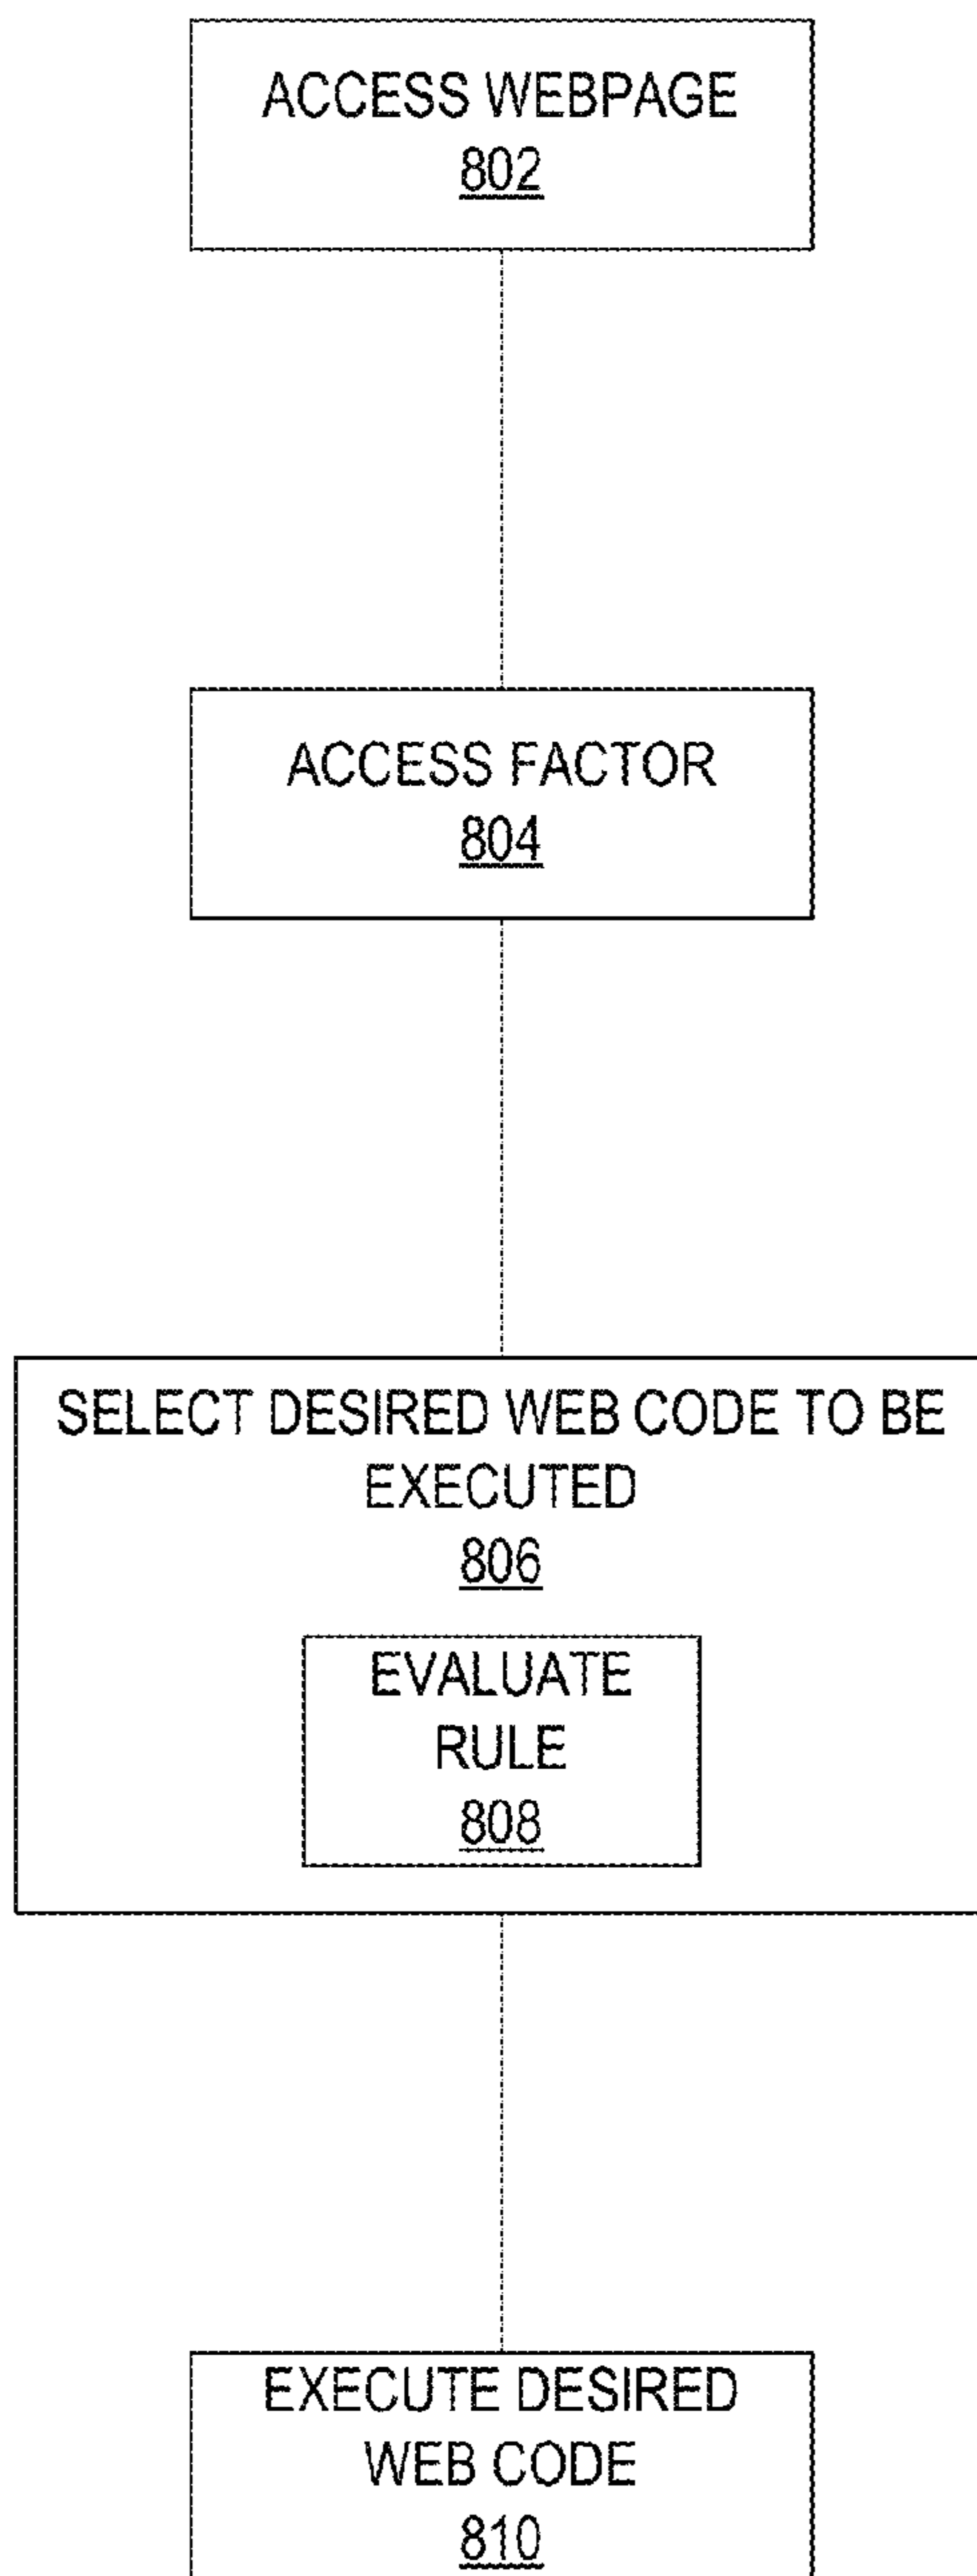 ACCESS WEBPAGE
802
ACCESS FACTOR
804
SELECT DESIRED WEB CODE TO BE
EXECUTED
806
EVALUATE
RULE
808
EXECUTE DESIRED
WEB CODE
810